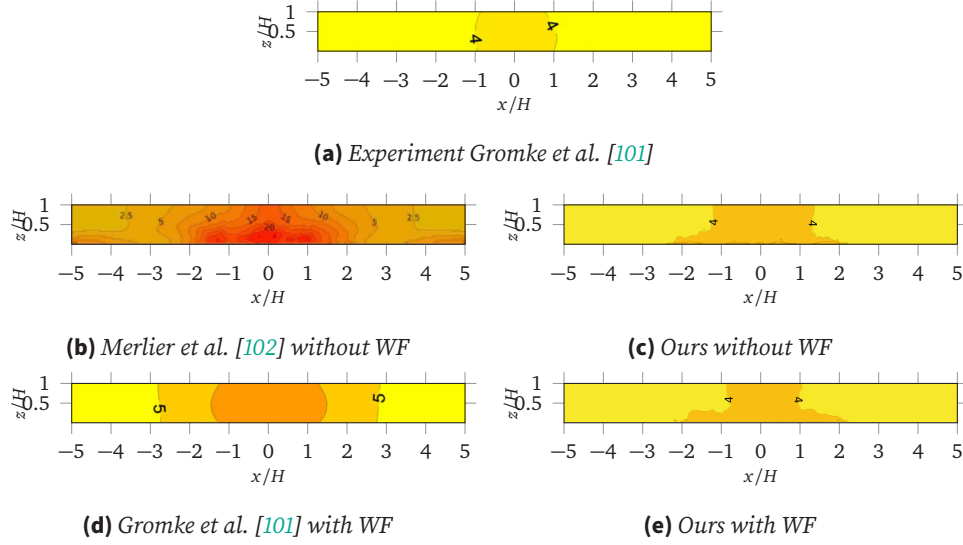 1
0.5
z/H
4
4
−5 −4 −3 −2 −1 0 1 2 3 4 5
x/H
(a) Experiment Gromke et al. [101]
1
0.5
z/H
2.5 5 10 15 20 15 10 5 2.5
−5 −4 −3 −2 −1 0 1 2 3 4 5
x/H
(b) Merlier et al. [102] without WF
1
0.5
z/H
4 4
−5 −4 −3 −2 −1 0 1 2 3 4 5
x/H
(c) Ours without WF
1
0.5
z/H
5 5
−5 −4 −3 −2 −1 0 1 2 3 4 5
x/H
(d) Gromke et al. [101] with WF
1
0.5
z/H
4 4
−5 −4 −3 −2 −1 0 1 2 3 4 5
x/H
(e) Ours with WF